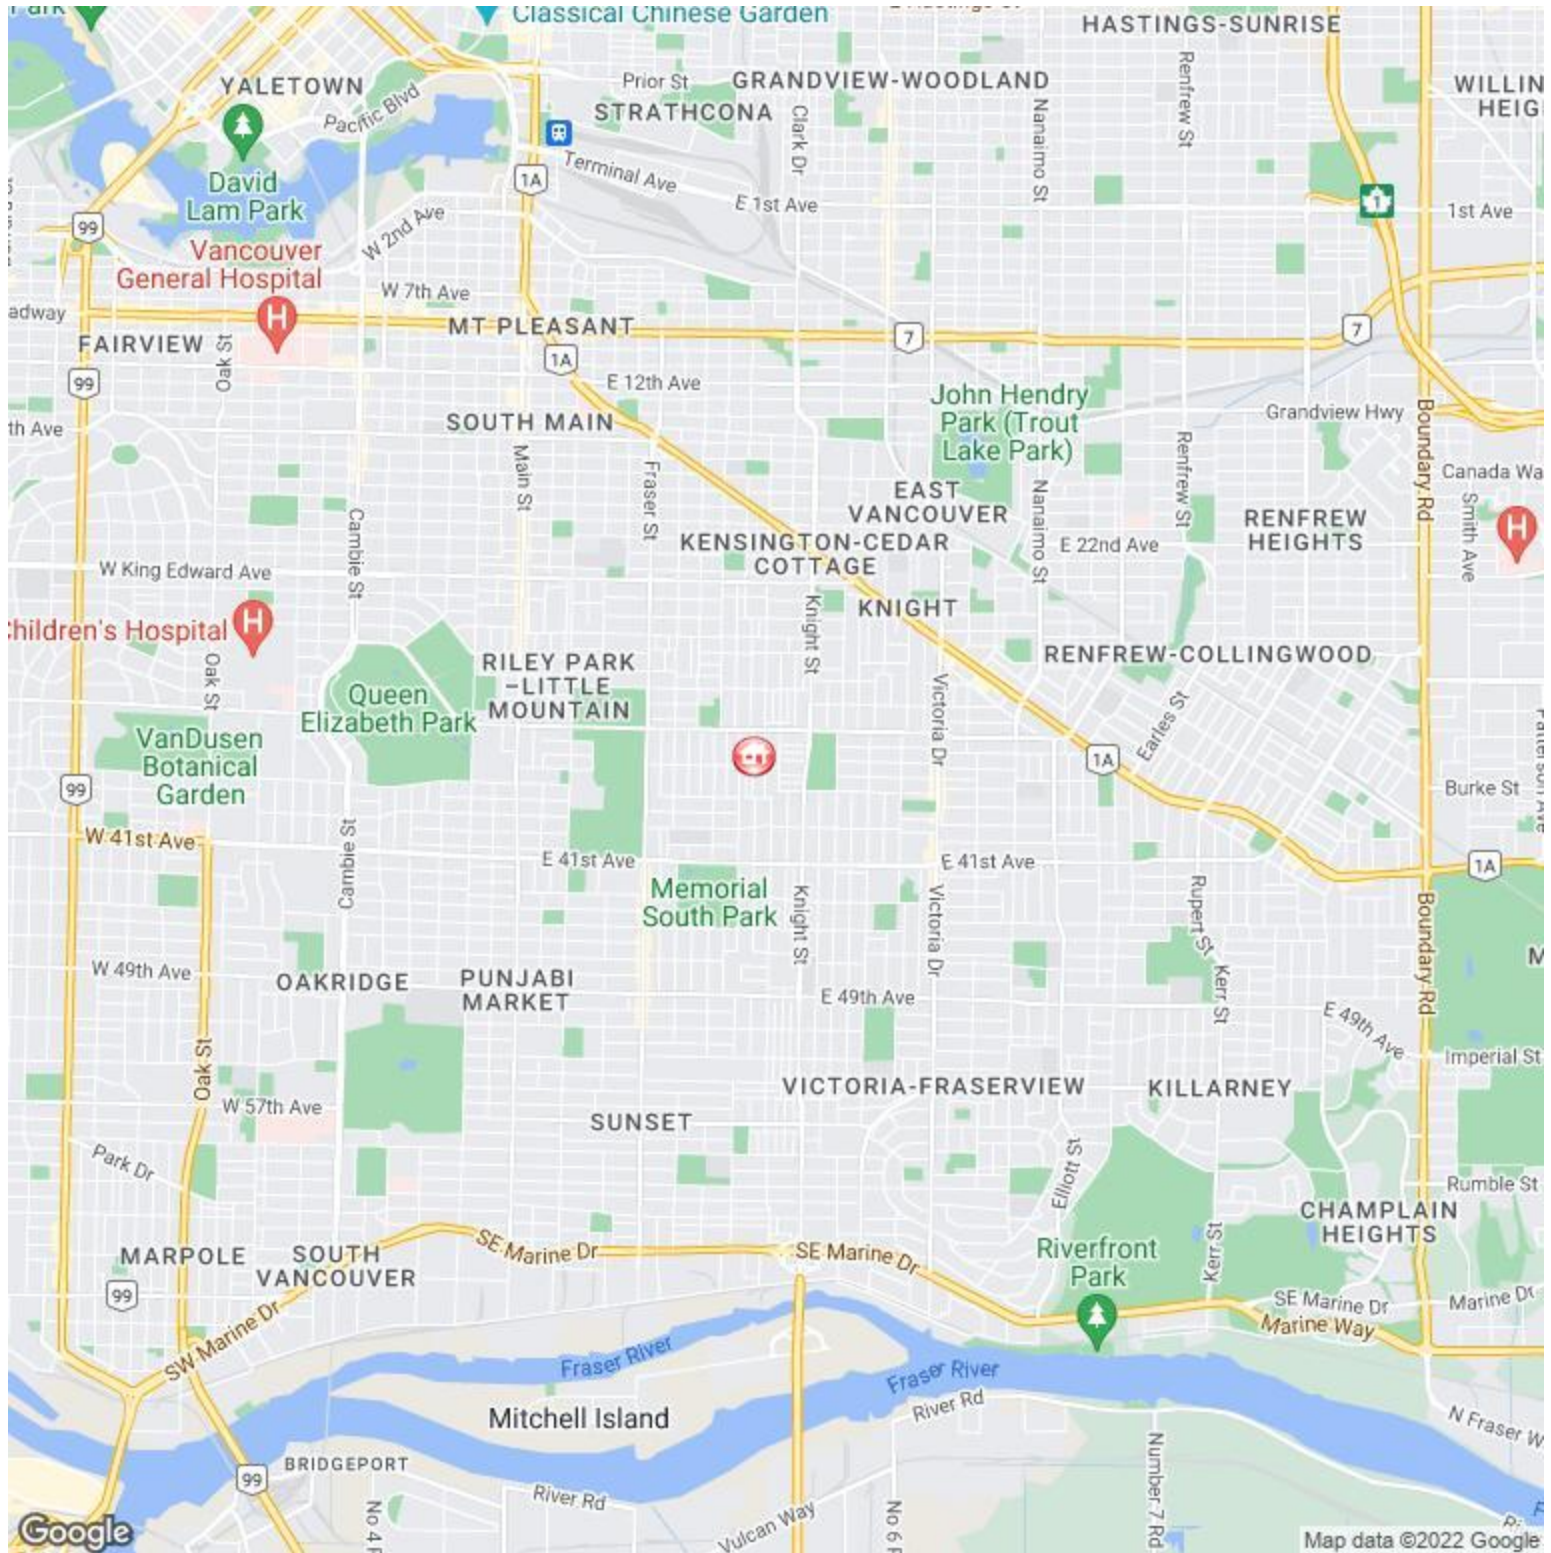 Park
Classical Chinese Garden
E Hastings St
HASTINGS-SUNRISE
YALETOWN
Prior St
GRANDVIEW-WOODLAND
Renfrew St
WILLIN
HEIG
Pacific Blvd
STRATHCONA
Clark Dr
Nanaimo St
Terminal Ave
David
Lam Park
1A
E 1st Ave
1
1st Ave
99
W 2nd Ave
Vancouver
General Hospital
W 7th Ave
adway
H
MT PLEASANT
7
7
FAIRVIEW
Oak St
1A
99
E 12th Ave
John Hendry
Park (Trout
Lake Park)
Grandview Hwy
Boundary Rd
th Ave
SOUTH MAIN
Main St
Fraser St
Renfrew St
Canada Wa
Smith Ave
H
Cambie St
EAST
VANCOUVER
Nanaimo St
RENFREW
HEIGHTS
KENSINGTON-CEDAR
COTTAGE
E 22nd Ave
W King Edward Ave
Knight St
KNIGHT
Children's Hospital
H
Oak St
RILEY PARK
–LITTLE
MOUNTAIN
RENFREW-COLLINGWOOD
Queen
Elizabeth Park
Victoria Dr
Earles St
VanDusen
Botanical
Garden
1A
99
Burke St
Patterson Ave
W 41st Ave
Cambie St
E 41st Ave
E 41st Ave
1A
Memorial
South Park
Knight St
Victoria Dr
Rupert St
Boundary Rd
W 49th Ave
OAKRIDGE
PUNJABI
MARKET
E 49th Ave
Kerr St
M
E 49th Ave
Oak St
Imperial St
VICTORIA-FRASERVIEW
KILLARNEY
W 57th Ave
SUNSET
Park Dr
Elliott St
Rumble St
CHAMPLAIN
HEIGHTS
MARPOLE
SOUTH
VANCOUVER
SE Marine Dr
SE Marine Dr
Riverfront
Park
Kerr St
99
SW Marine Dr
SE Marine Dr
Marine Dr
Marine Way
Fraser River
Fraser River
Mitchell Island
River Rd
N Fraser W
BRIDGEPORT
99
River Rd
No 4 R
Vulcan Way
No 6 R
Number 7 Rd
Google
Map data ©2022 Google